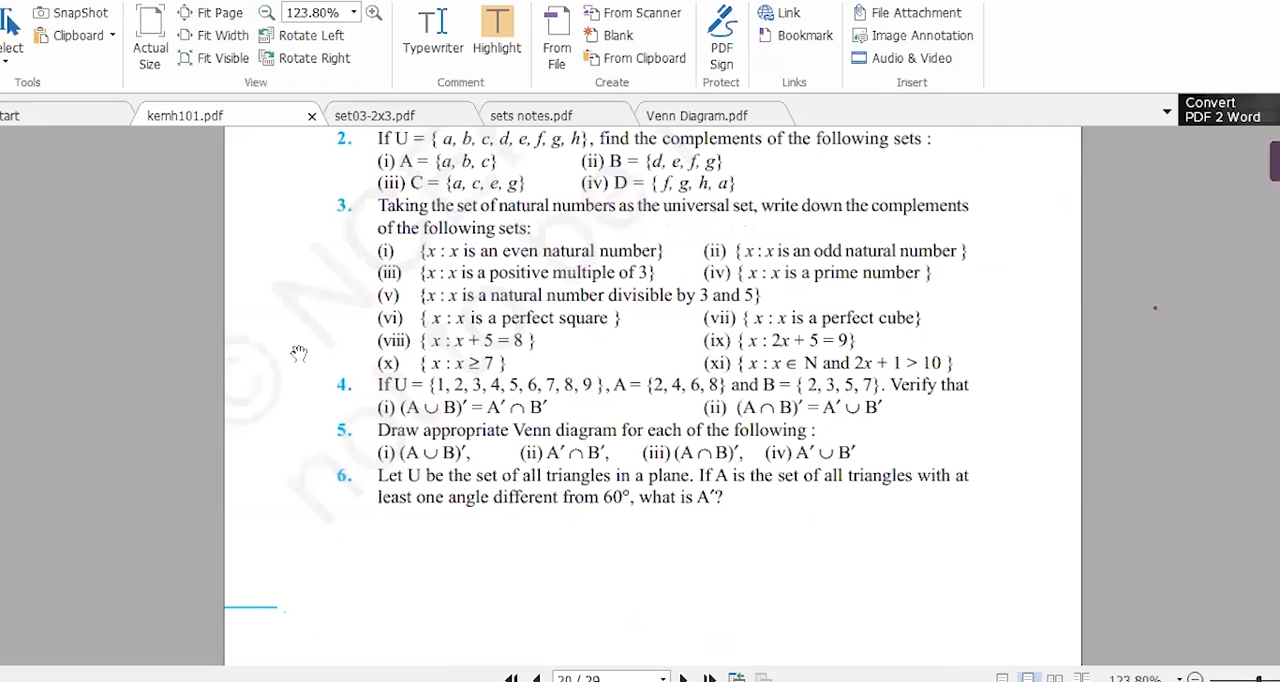 SnapShot Fit Page 123.80% From Scanner Link File Attachment
Clipboard Actual Size Fit Width Rotate Left Typewriter Highlight From File Blank PDF Sign Bookmark Image Annotation
Fit Visible Rotate Right From Clipboard Audio & Video
Tools View Comment Create Protect Links Insert
kemh101.pdf set03-2x3.pdf sets notes.pdf Venn Diagram.pdf Convert
PDF 2 Word
2. If U = { a, b, c, d, e, f, g, h}, find the complements of the following sets :
(i) A = {a, b, c} (ii) B = {d, e, f, g}
(iii) C = {a, c, e, g} (iv) D = { f, g, h, a}
3. Taking the set of natural numbers as the universal set, write down the complements
of the following sets:
(i) {x : x is an even natural number} (ii) { x : x is an odd natural number }
(iii) {x : x is a positive multiple of 3} (iv) { x : x is a prime number }
(v) {x : x is a natural number divisible by 3 and 5}
(vi) { x : x is a perfect square } (vii) { x : x is a perfect cube}
(viii) { x : x + 5 = 8 } (ix) { x : 2x + 5 = 9}
(x) { x : x ≥ 7 } (xi) { x : x ∈ N and 2x + 1 > 10 }
4. If U = {1, 2, 3, 4, 5, 6, 7, 8, 9 }, A = {2, 4, 6, 8} and B = { 2, 3, 5, 7}. Verify that
(i) (A ∪ B)′ = A′ ∩ B′ (ii) (A ∩ B)′ = A′ ∪ B′
5. Draw appropriate Venn diagram for each of the following :
(i) (A ∪ B)′, (ii) A′ ∩ B′, (iii) (A ∩ B)′, (iv) A′ ∪ B′
6. Let U be the set of all triangles in a plane. If A is the set of all triangles with at
least one angle different from 60°, what is A′?
20 / 29 123.80%